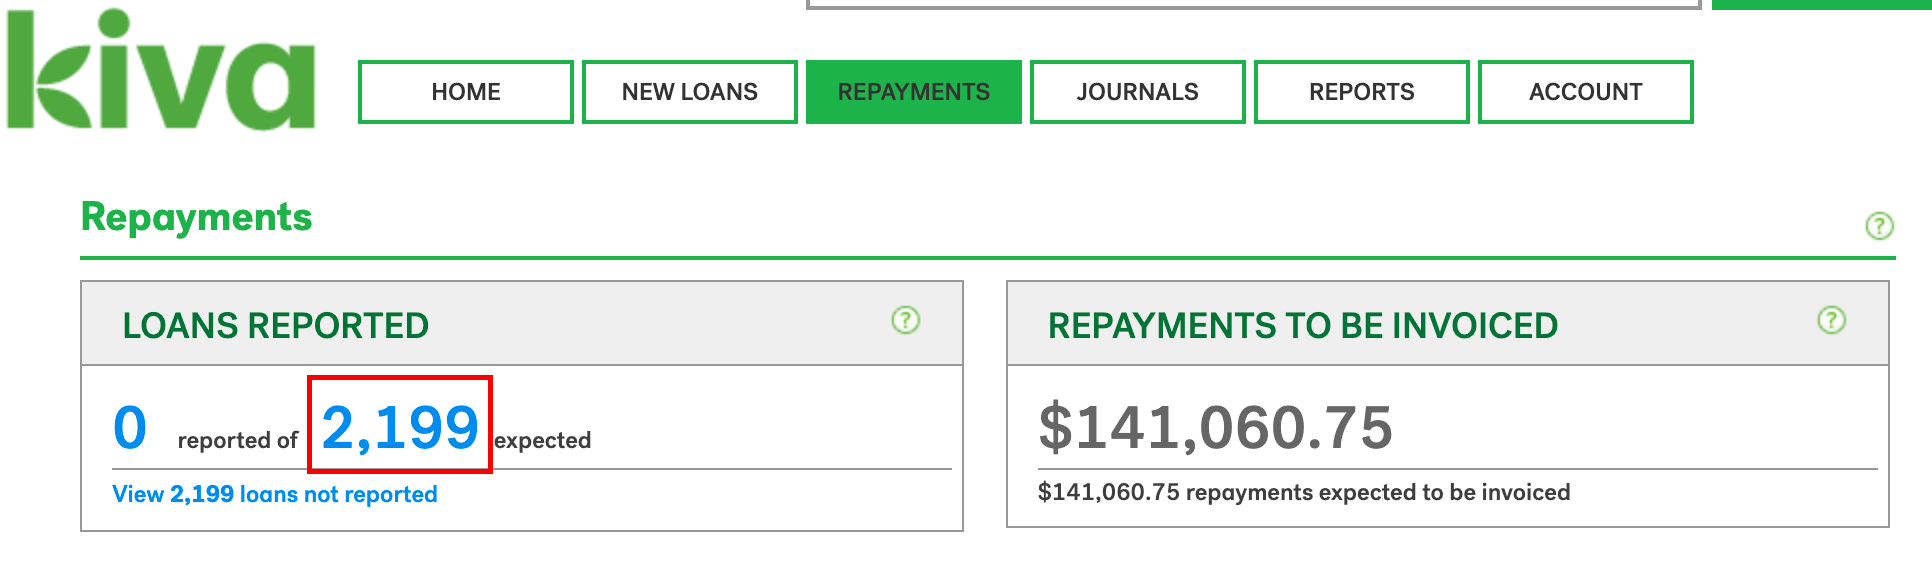 kiva
HOME NEW LOANS REPAYMENTS JOURNALS REPORTS ACCOUNT
Repayments
?
LOANS REPORTED ?
0 reported of 2,199 expected
View 2,199 loans not reported
REPAYMENTS TO BE INVOICED ?
$141,060.75
$141,060.75 repayments expected to be invoiced